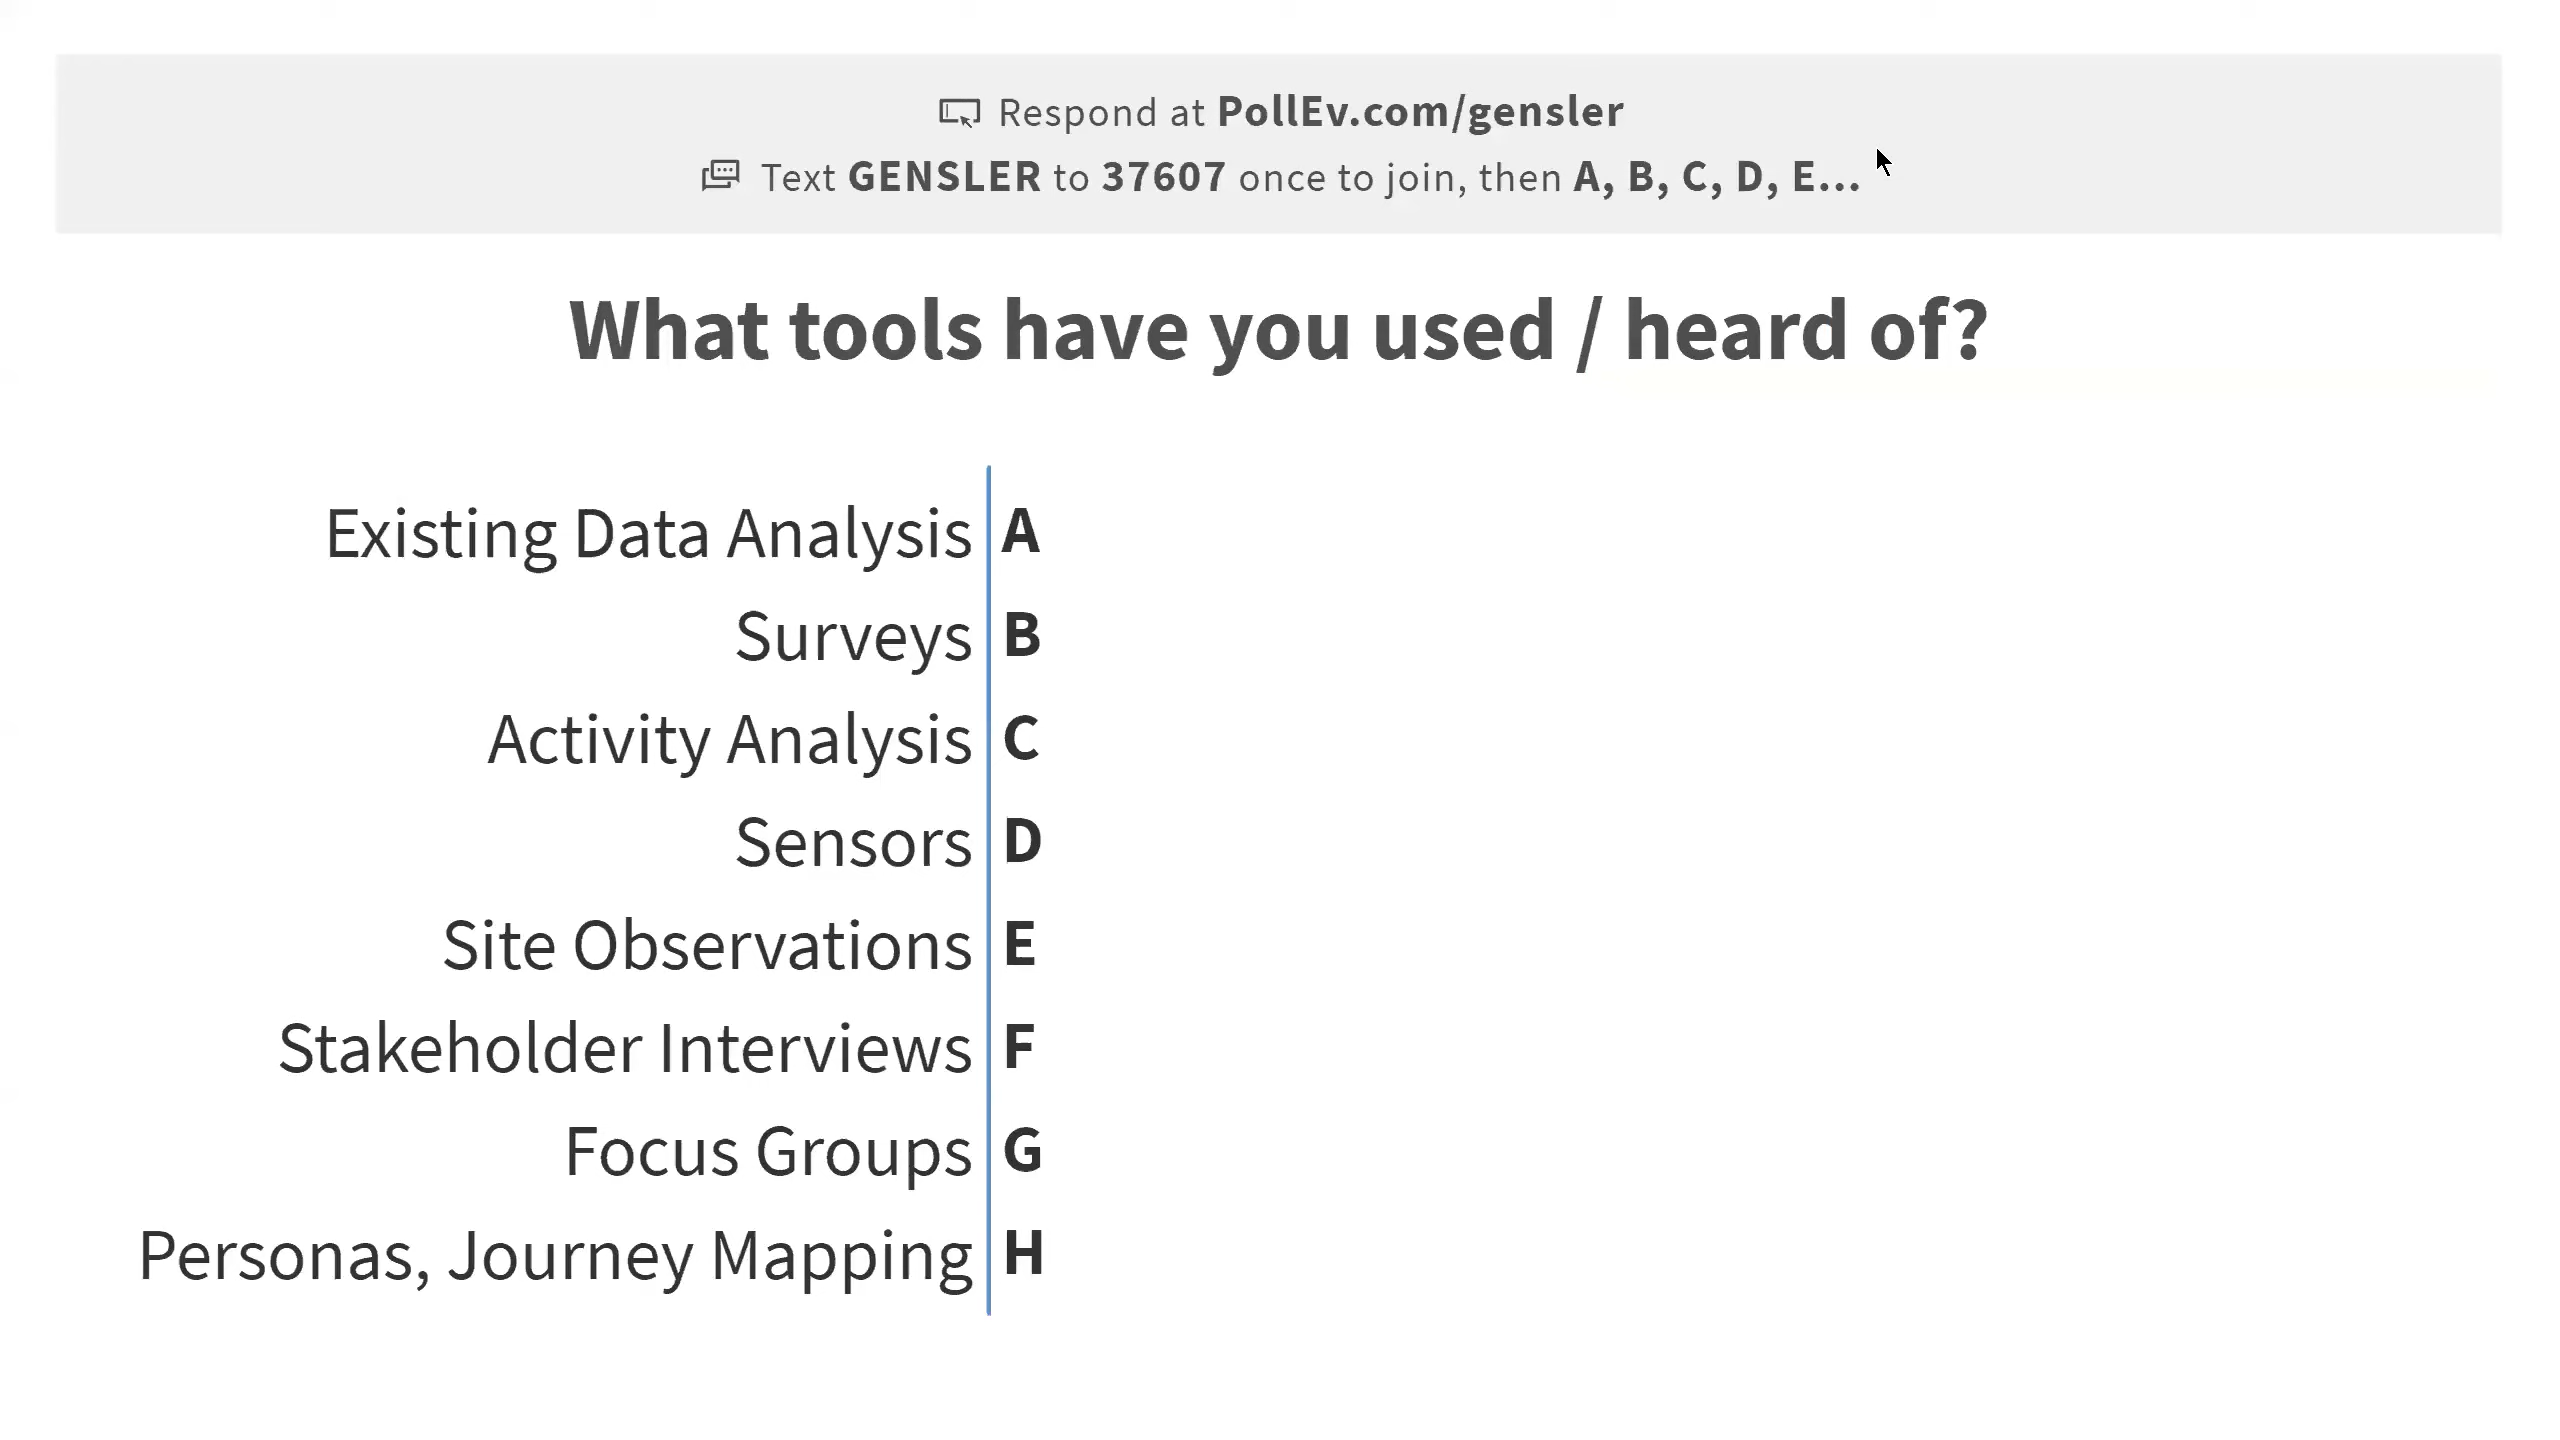 Respond at PollEv.com/gensler
Text GENSLER to 37607 once to join, then A, B, C, D, E...
What tools have you used / heard of?
Existing Data Analysis A
Surveys B
Activity Analysis C
Sensors D
Site Observations E
Stakeholder Interviews F
Focus Groups G
Personas, Journey Mapping H